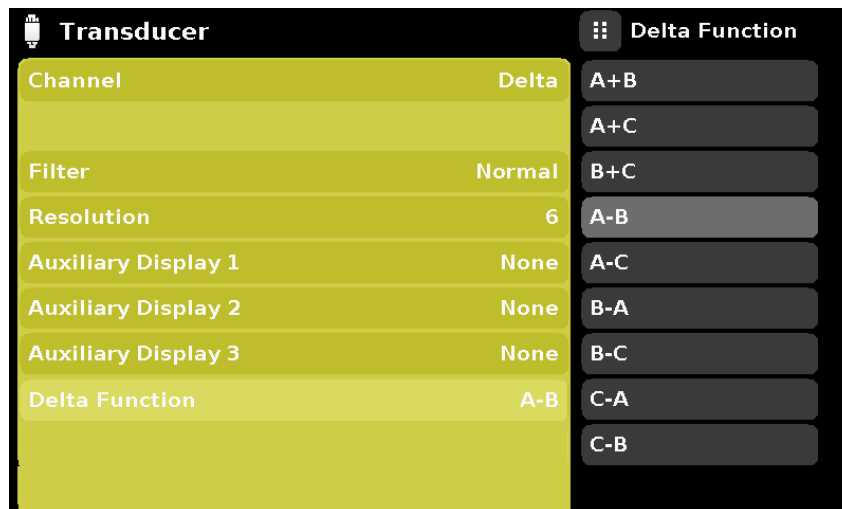 Transducer
Channel Delta
Filter Normal
Resolution 6
Auxiliary Display 1 None
Auxiliary Display 2 None
Auxiliary Display 3 None
Delta Function A-B
Delta Function
A+B
A+C
B+C
A-B
A-C
B-A
B-C
C-A
C-B